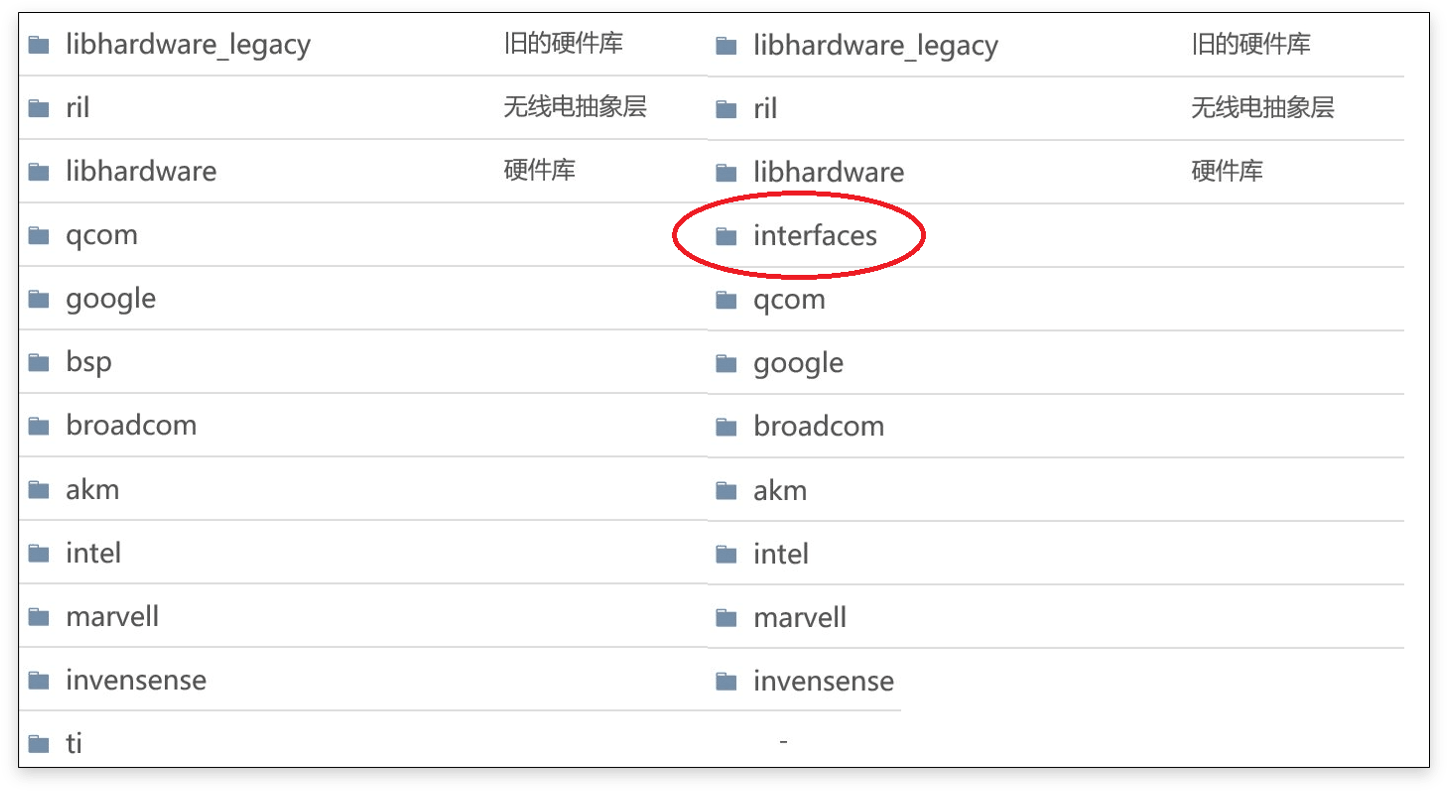 libhardware_legacy 旧的硬件库 libhardware_legacy 旧的硬件库
ril 无线电抽象层 ril 无线电抽象层
libhardware 硬件库 libhardware 硬件库
qcom interfaces
google qcom
bsp google
broadcom broadcom
akm akm
intel intel
marvell marvell
invensense invensense
ti -